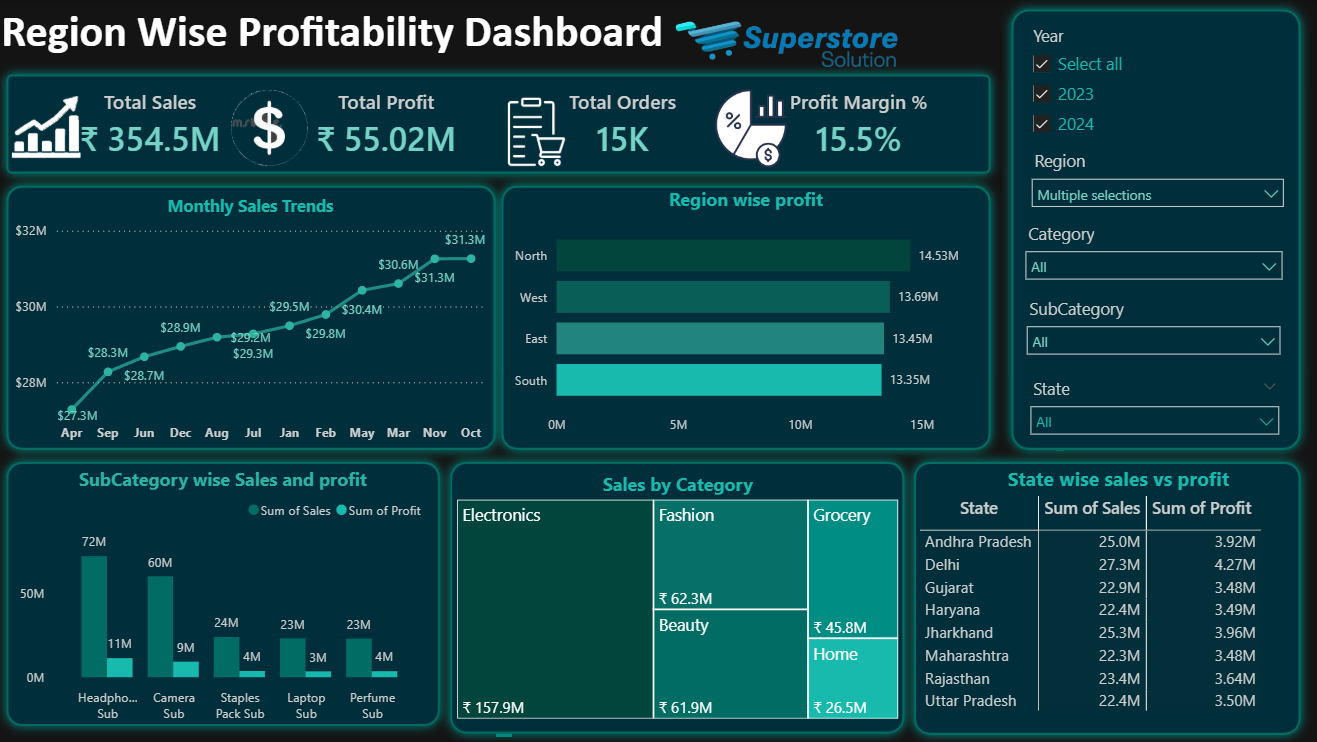 Region Wise Profitability Dashboard
Superstore
Solution
Total Sales
₹ 354.5M
$
Total Profit
₹ 55.02M
Total Orders
15K
%
$
Profit Margin %
15.5%
Year
Select all
2023
2024
Region
Multiple selections
Category
All
SubCategory
All
State
All
Monthly Sales Trends
$32M
$30M
$28M
$27.3M
$28.3M
$28.7M
$28.9M
$29.2M
$29.3M
$29.5M
$29.8M
$30.4M
$30.6M
$31.3M
$31.3M
Apr Sep Jun Dec Aug Jul Jan Feb May Mar Nov Oct
Region wise profit
North 14.53M
West 13.69M
East 13.45M
South 13.35M
0M 5M 10M 15M
SubCategory wise Sales and profit
Sum of Sales Sum of Profit
50M
0M
72M 11M
60M 9M
24M 4M
23M 3M
23M 4M
Headpho...
Sub
Camera
Sub
Staples
Pack Sub
Laptop
Sub
Perfume
Sub
Sales by Category
Electronics
₹ 157.9M
Fashion
₹ 62.3M
Beauty
₹ 61.9M
Grocery
₹ 45.8M
Home
₹ 26.5M
State wise sales vs profit
State Sum of Sales Sum of Profit
Andhra Pradesh 25.0M 3.92M
Delhi 27.3M 4.27M
Gujarat 22.9M 3.48M
Haryana 22.4M 3.49M
Jharkhand 25.3M 3.96M
Maharashtra 22.3M 3.48M
Rajasthan 23.4M 3.64M
Uttar Pradesh 22.4M 3.50M